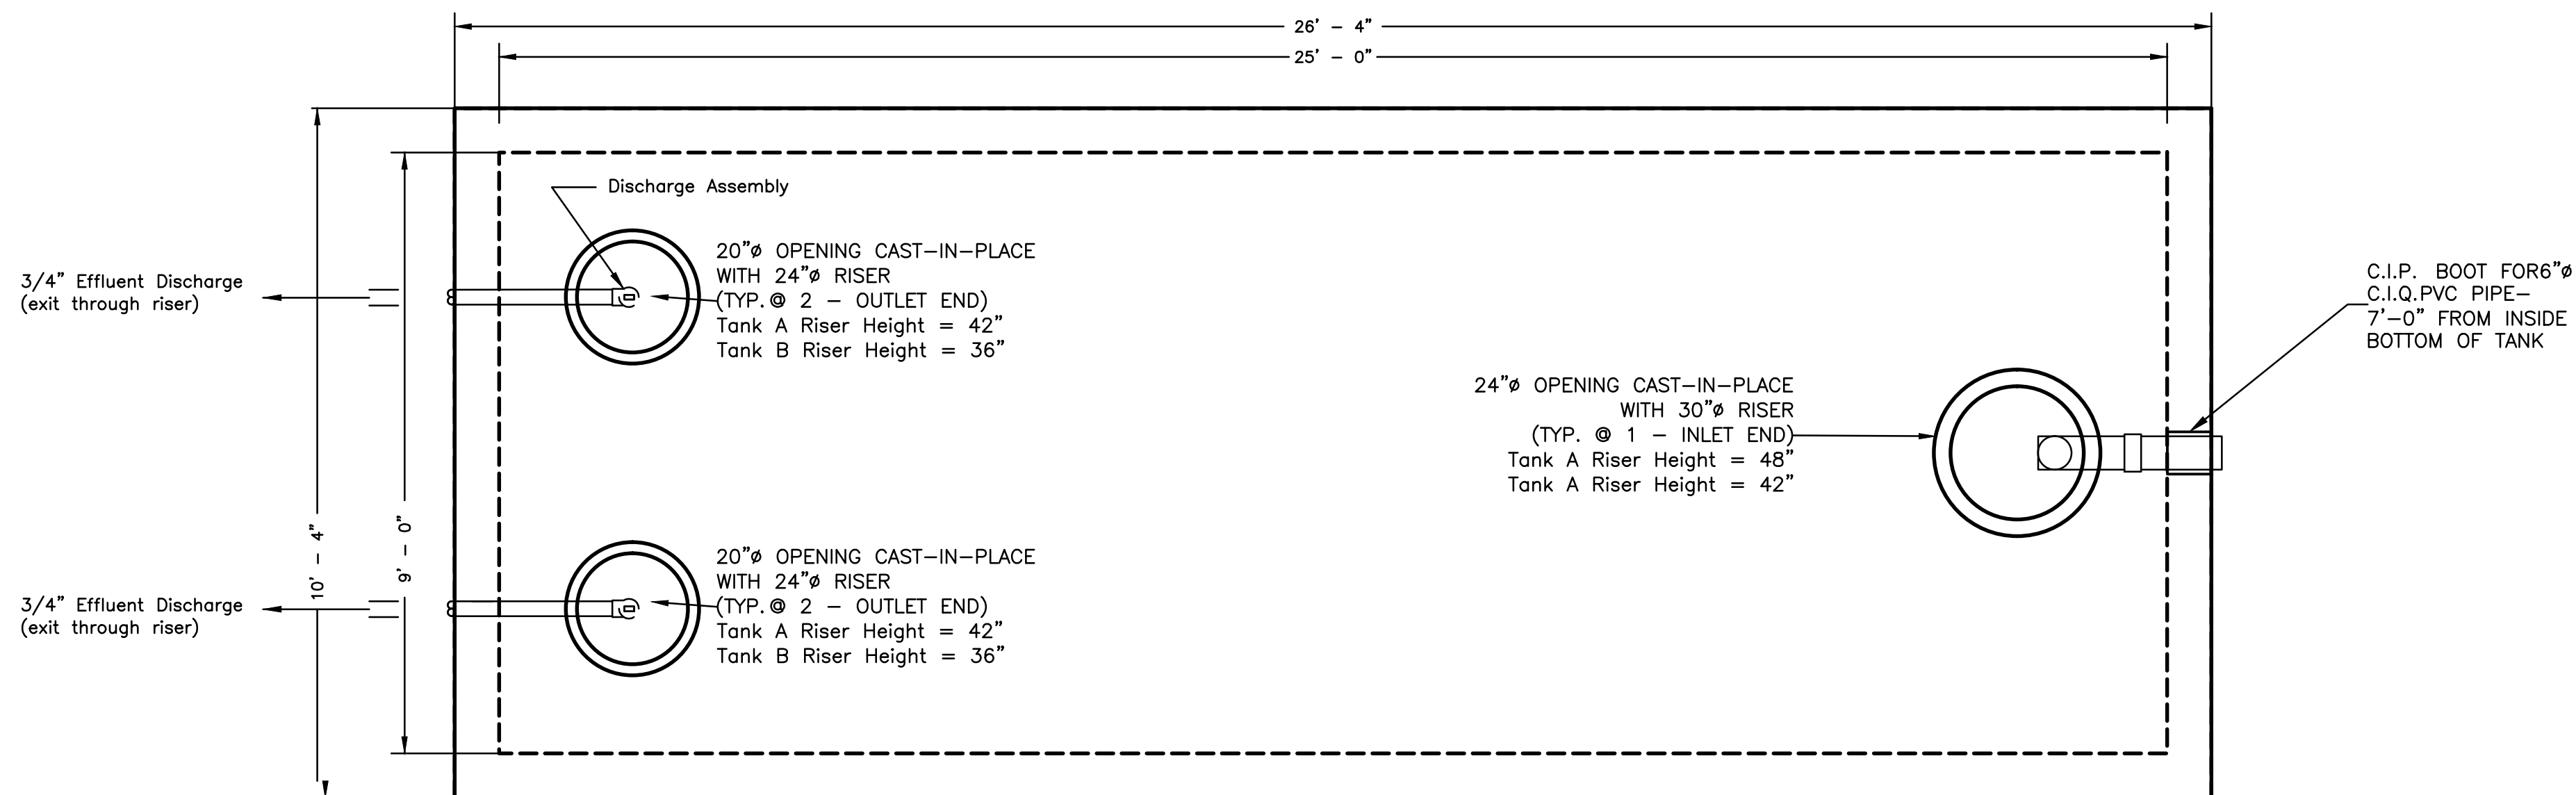 26' - 4"
25' - 0"
Discharge Assembly
20"ø OPENING CAST-IN-PLACE
WITH 24"ø RISER
(TYP.@ 2 - OUTLET END)
Tank A Riser Height = 42"
Tank B Riser Height = 36"
3/4" Effluent Discharge
(exit through riser)
C.I.P. BOOT FOR6"ø
C.I.Q.PVC PIPE-
7'-0" FROM INSIDE
BOTTOM OF TANK
24"ø OPENING CAST-IN-PLACE
WITH 30"ø RISER
(TYP. @ 1 - INLET END)
Tank A Riser Height = 48"
Tank A Riser Height = 42"
10' - 4"
9' - 0"
20"ø OPENING CAST-IN-PLACE
WITH 24"ø RISER
(TYP.@ 2 - OUTLET END)
Tank A Riser Height = 42"
Tank B Riser Height = 36"
3/4" Effluent Discharge
(exit through riser)